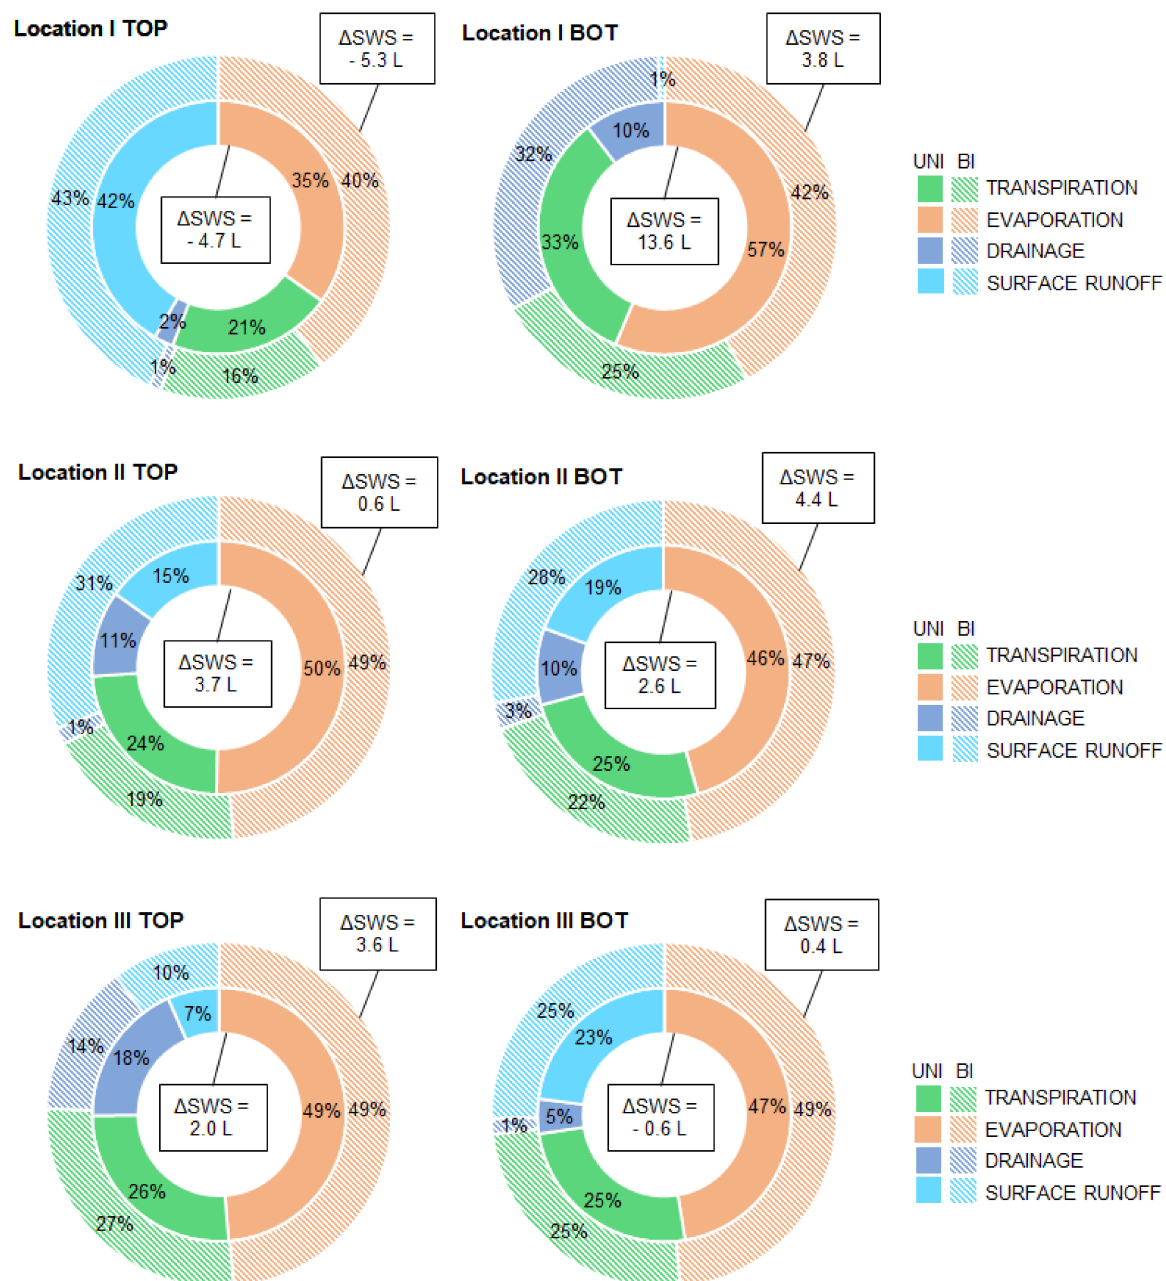 Location I TOP
ΔSWS =
- 5.3 L
43%
42%
35%
40%
ΔSWS =
- 4.7 L
2%
21%
1%
16%
Location I BOT
ΔSWS =
3.8 L
1%
10%
32%
42%
33%
57%
ΔSWS =
13.6 L
25%
UNI BI
TRANSPIRATION
EVAPORATION
DRAINAGE
SURFACE RUNOFF
Location II TOP
ΔSWS =
0.6 L
31%
15%
11%
50%
49%
ΔSWS =
3.7 L
1%
24%
19%
Location II BOT
ΔSWS =
4.4 L
28%
19%
10%
46%
47%
ΔSWS =
2.6 L
3%
25%
22%
UNI BI
TRANSPIRATION
EVAPORATION
DRAINAGE
SURFACE RUNOFF
Location III TOP
ΔSWS =
3.6 L
10%
7%
14%
18%
49%
49%
ΔSWS =
2.0 L
26%
27%
Location III BOT
ΔSWS =
0.4 L
25%
23%
47%
49%
1%
5%
ΔSWS =
- 0.6 L
25%
25%
UNI BI
TRANSPIRATION
EVAPORATION
DRAINAGE
SURFACE RUNOFF